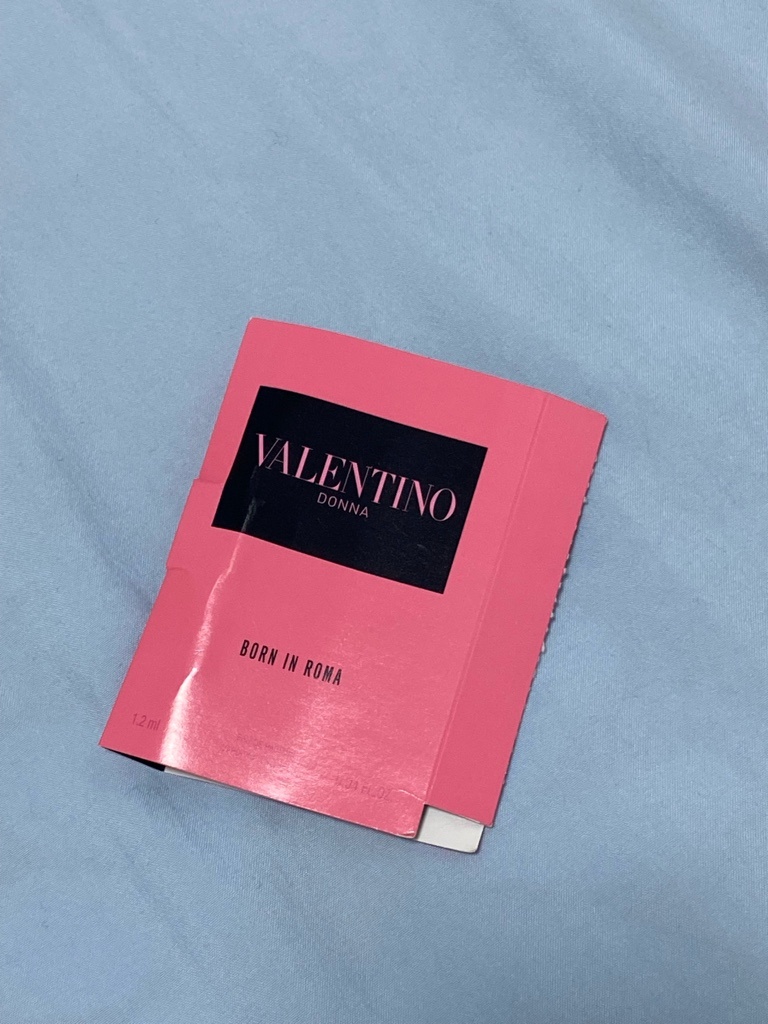 VALENTINO
DONNA
BORN IN ROMA
1.2 ml